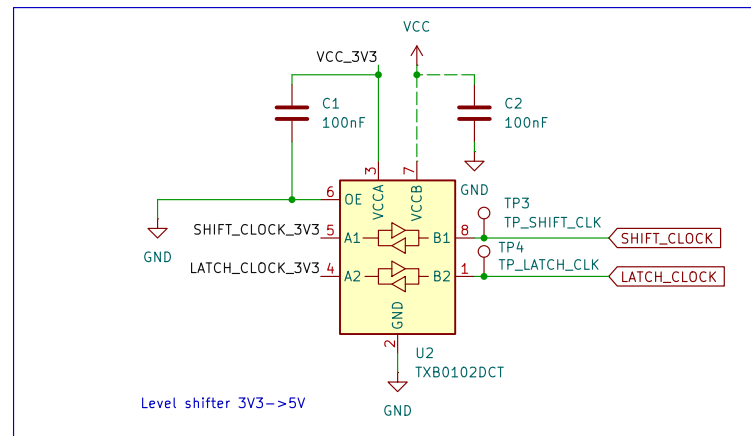 VCC
VCC_3V3
C1
100nF
C2
100nF
3
7
GND
6
OE
VCCA
VCCB
TP3
TP_SHIFT_CLK
SHIFT_CLOCK_3V3
5
A1
B1
8
SHIFT_CLOCK
GND
TP4
TP_LATCH_CLK
LATCH_CLOCK_3V3
4
A2
B2
1
LATCH_CLOCK
GND
2
U2
TXB0102DCT
GND
Level shifter 3V3->5V